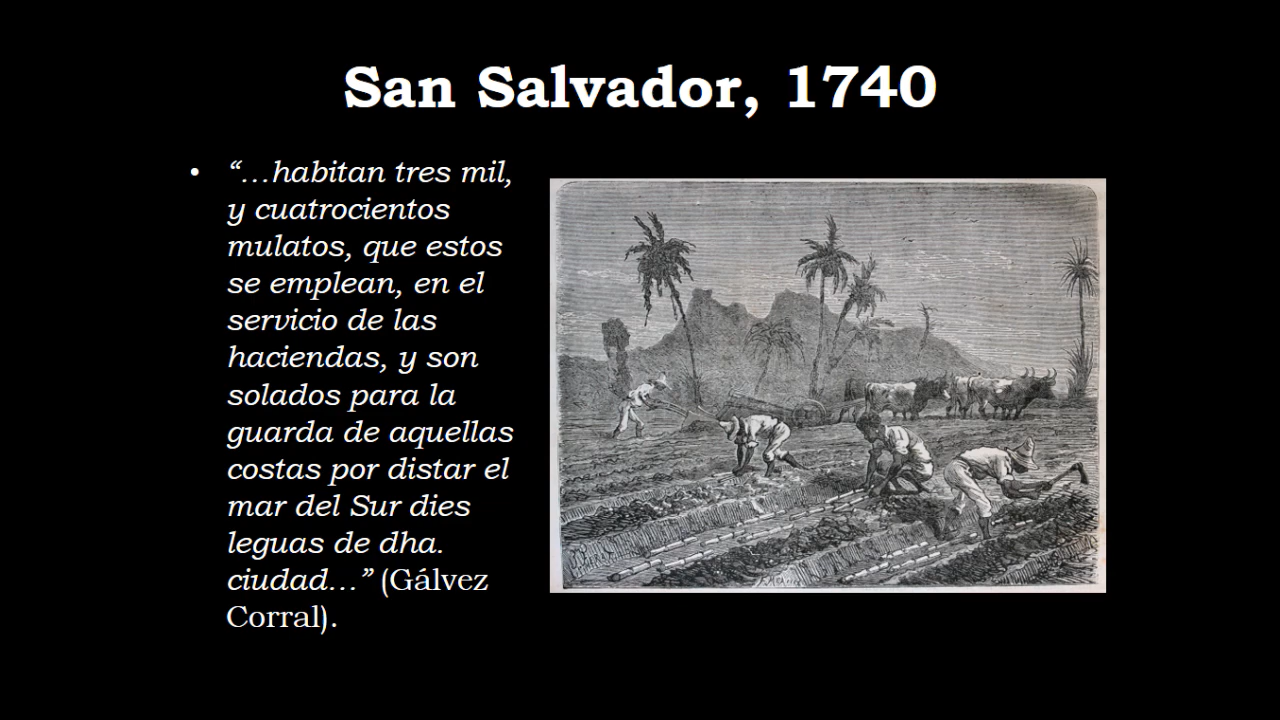 San Salvador, 1740
• “…habitan tres mil,
y cuatrocientos
mulatos, que estos
se emplean, en el
servicio de las
haciendas, y son
solados para la
guarda de aquellas
costas por distar el
mar del Sur dies
leguas de dha.
ciudad…” (Gálvez
Corral).